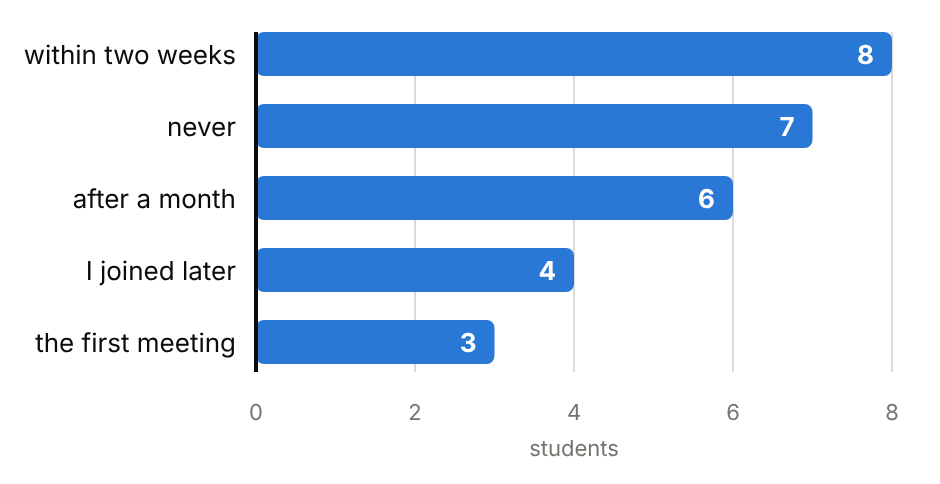 within two weeks 8
never 7
after a month 6
I joined later 4
the first meeting 3
0 2 4 6 8
students